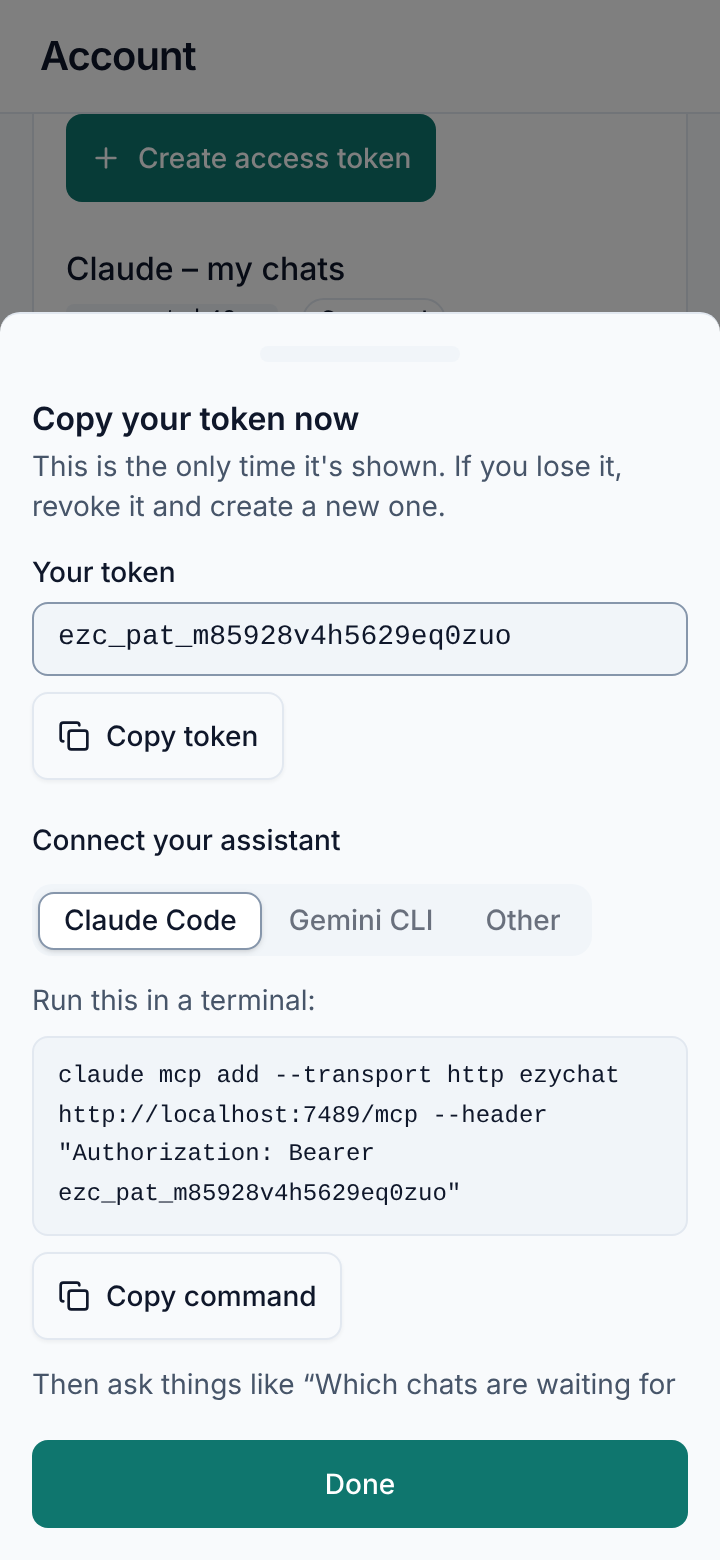 Account
Create access token
Claude – my chats
Copy your token now
This is the only time it's shown. If you lose it,
revoke it and create a new one.
Your token
ezc_pat_m85928v4h5629eq0zuo
Copy token
Connect your assistant
Claude Code Gemini CLI Other
Run this in a terminal:
claude mcp add --transport http ezychat
http://localhost:7489/mcp --header
"Authorization: Bearer
ezc_pat_m85928v4h5629eq0zuo"
Copy command
Then ask things like “Which chats are waiting for
Done